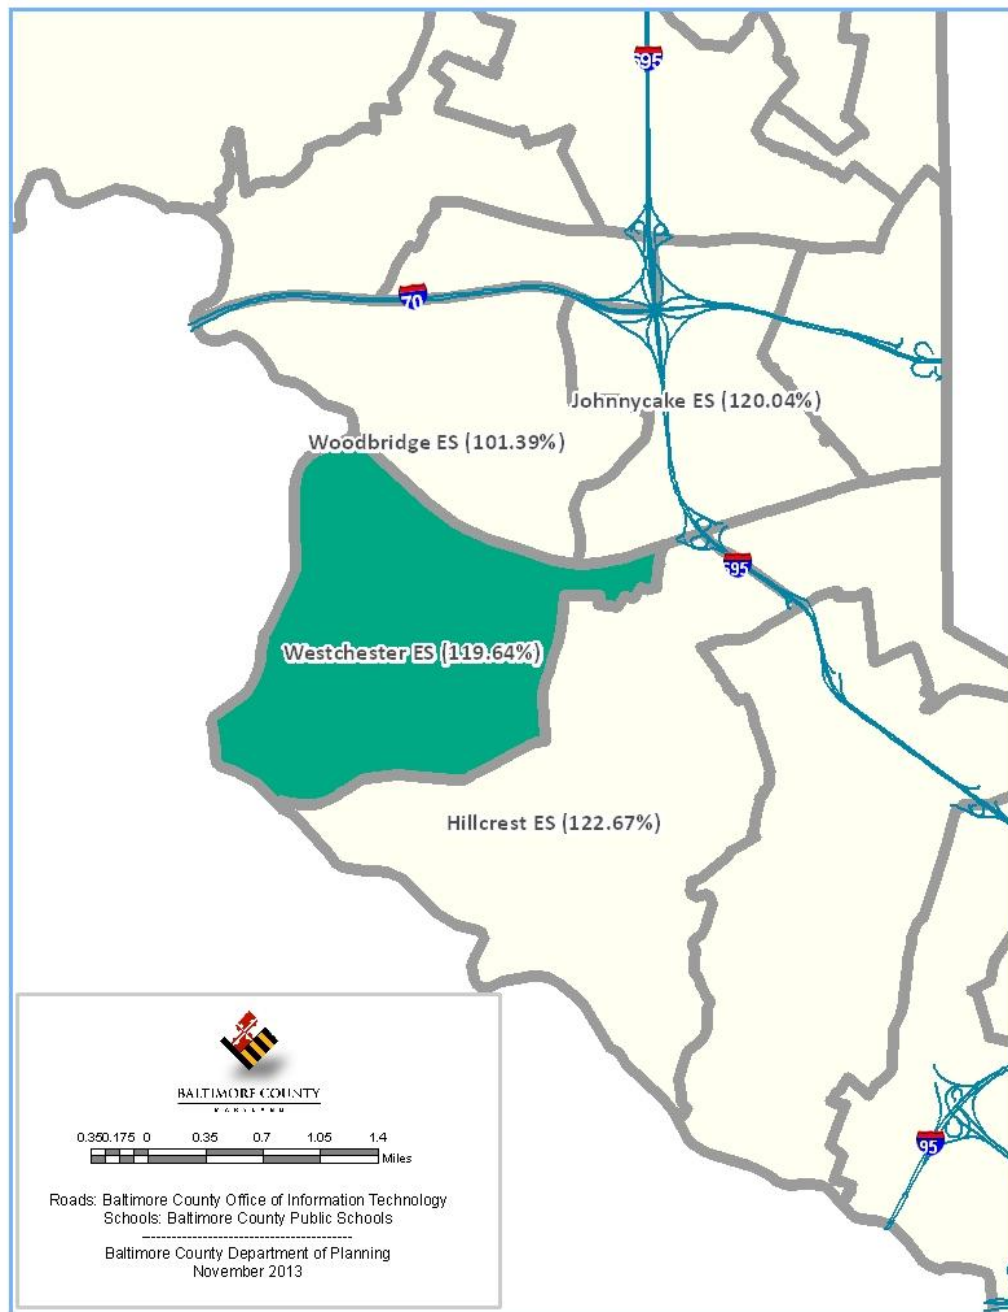 695
70
Johnnycake ES (120.04%)
Woodbridge ES (101.39%)
695
Westchester ES (119.64%)
Hillcrest ES (122.67%)
BALTIMORE COUNTY
MARYLAND
0.350.175 0 0.35 0.7 1.05 1.4
Miles
95
Roads: Baltimore County Office of Information Technology
Schools: Baltimore County Public Schools
----------------------------------------
Baltimore County Department of Planning
November 2013